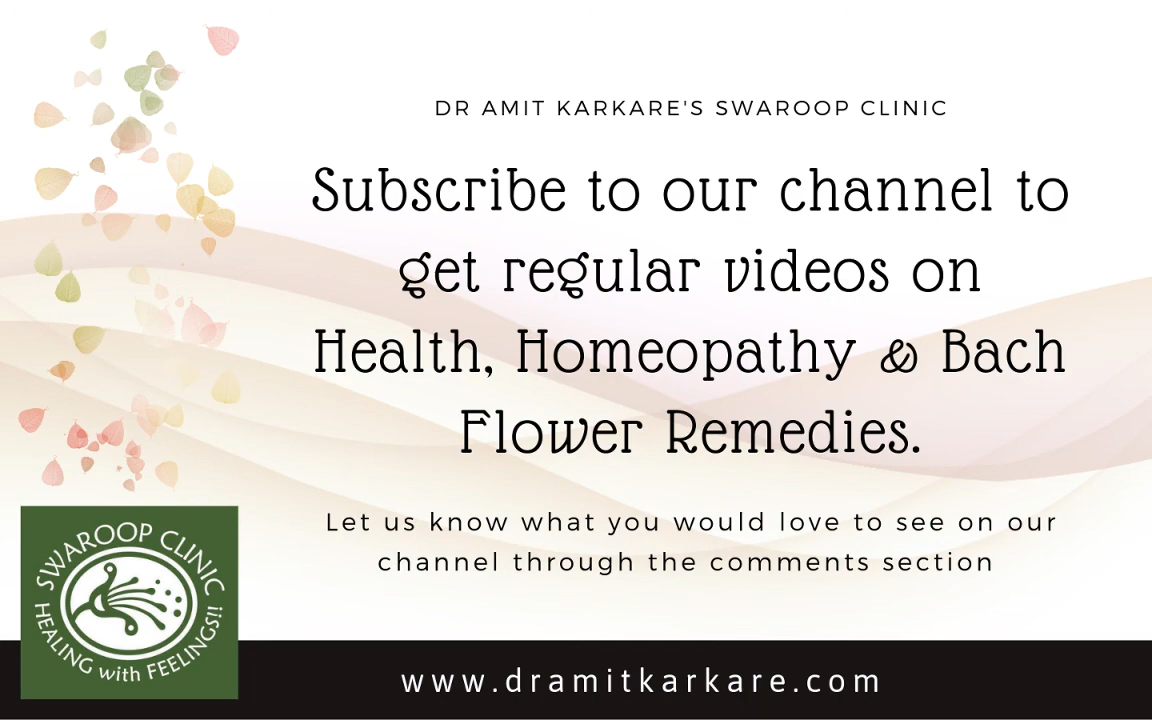 DR AMIT KARKARE'S SWAROOP CLINIC
Subscribe to our channel to
get regular videos on
Health, Homeopathy & Bach
Flower Remedies.
Let us know what you would love to see on our
channel through the comments section
SWAROOP CLINIC
HEALING with FEELINGS!!
www.dramitkarkare.com